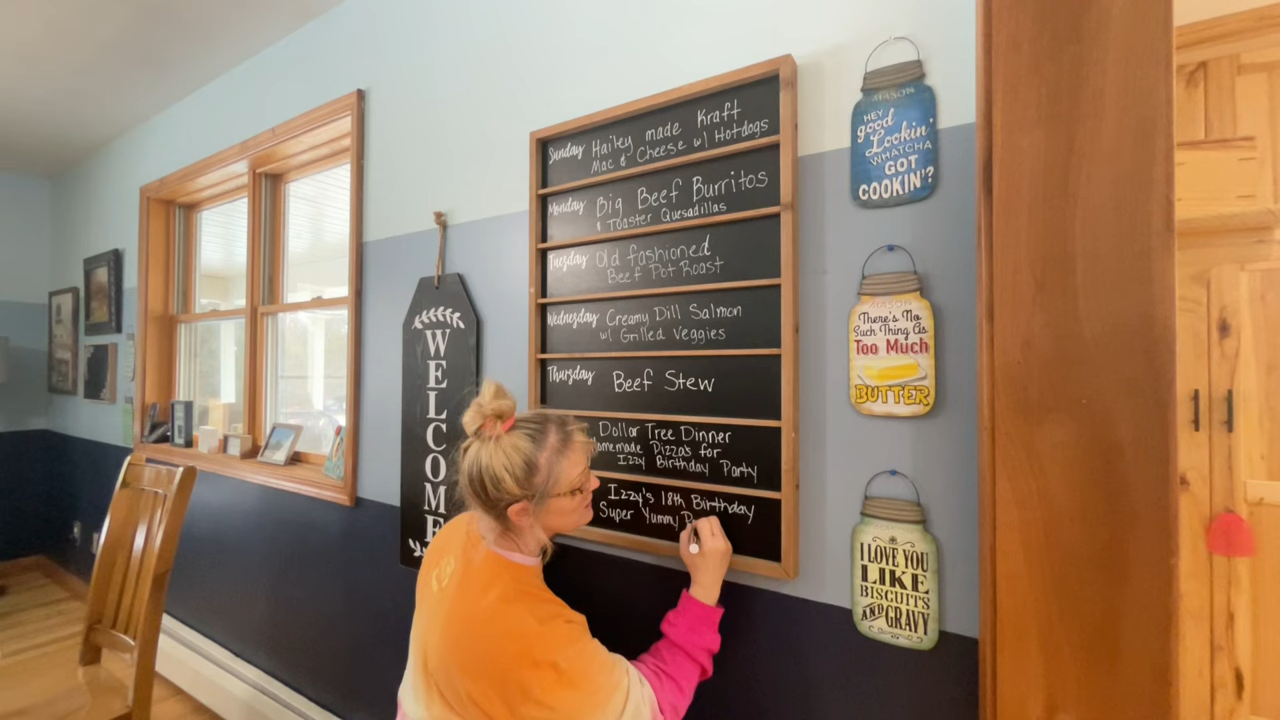 Sunday Hailey made Kraft
Mac & Cheese w/ Hotdogs
Monday Big Beef Burritos
& Toaster Quesadillas
Tuesday Old fashioned
Beef Pot Roast
Wednesday Creamy Dill Salmon
w/ Grilled Veggies
Thursday Beef Stew
Dollar Tree Dinner
omemade Pizza's for
Izzy Birthday Party
Izzy's 18th Birthday
Super Yummy
WELCOME
MASON
HEY
good
Lookin'
WHATCHA
GOT
COOKIN'?
MASON
There's No
Such Thing As
Too Much
BUTTER
I LOVE YOU
LIKE
BISCUITS
AND GRAVY